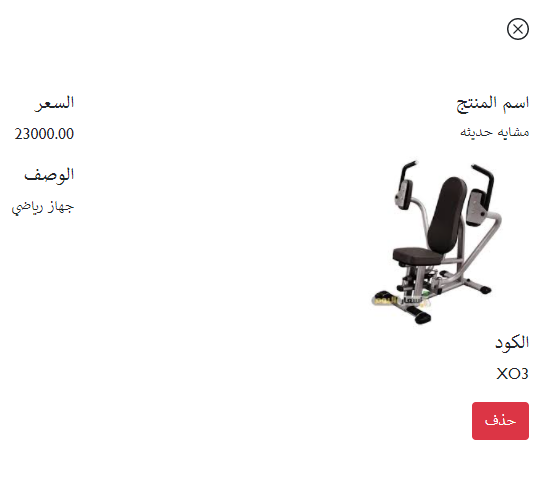 اسم المنتج
مشايه حديثه
السعر
23000.00
الوصف
جهاز رياضي
الكود
XO3
حذف